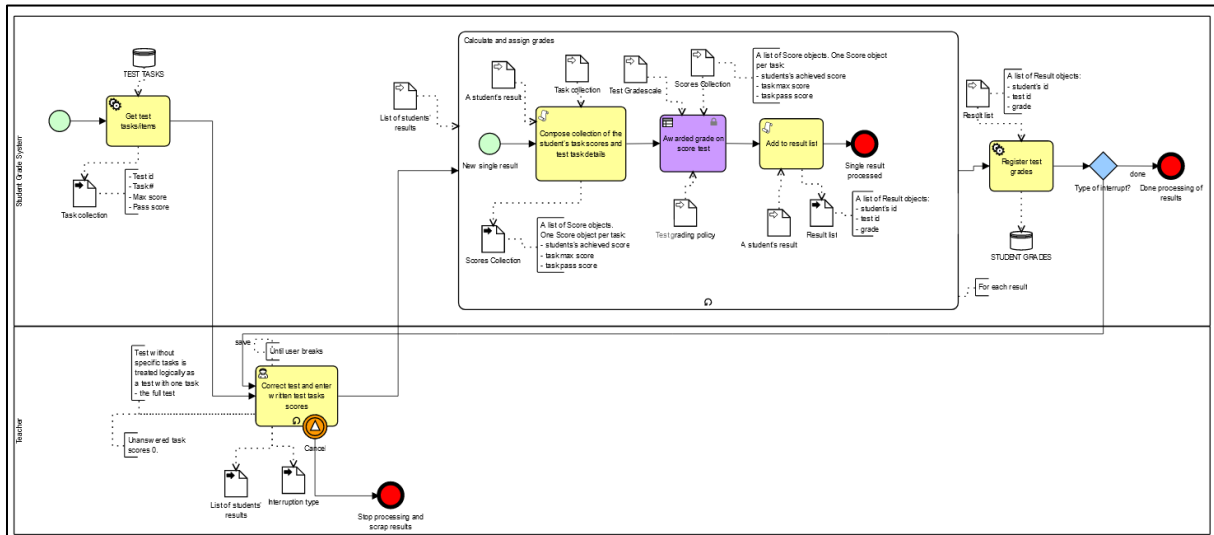 Student Grade System
TEST TASKS
Get test
tasks/items
Task collection
- Test id
- Task#
- Max score
- Pass score
List of students'
results
Calculate and assign grades
A student's result
Task collection
New single result
Compose collection of the
student's task scores and
test task details
Scores Collection
A list of Score objects.
One Score object per task:
- students's achieved score
- task max score
- task pass score
Test Gradescale
Scores Collection
A list of Score objects. One Score object
per task:
- students's achieved score
- task max score
- task pass score
Awarded grade on
score test
Test grading policy
Add to result list
A student's result
Result list
A list of Result objects:
- student's id
- test id
- grade
Single result
processed
For each result
A list of Result objects:
- student's id
- test id
- grade
Result list
Register test
grades
STUDENT GRADES
Type of interrupt?
done
Done processing of
results
Teacher
Test without
specific tasks is
treated logically as
a test with one task
- the full test
Unanswered task
scores 0.
save
Until user breaks
Correct test and enter
written test tasks
scores
Cancel
List of students'
results
Interruption type
Stop processing and
scrap results